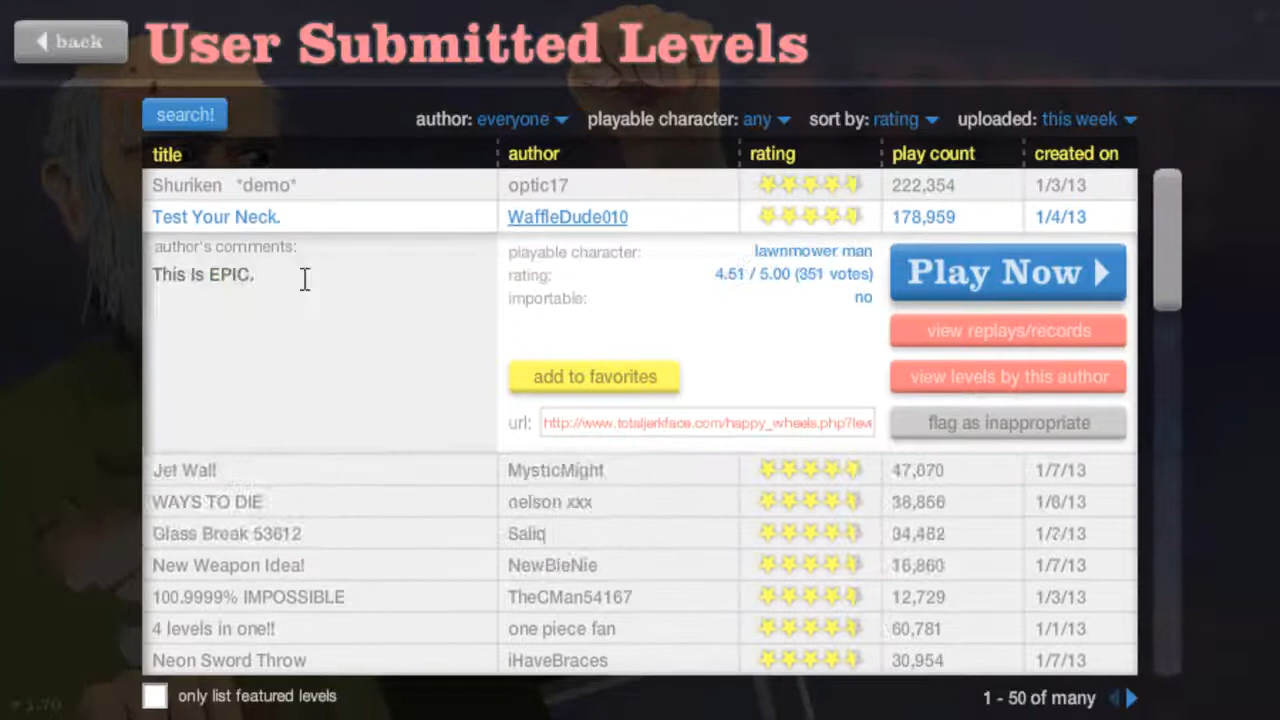 back
User Submitted Levels
search!
author: everyone
playable character: any
sort by: rating
uploaded: this week
title author rating play count created on
Shuriken *demo* optic17 222,354 1/3/13
Test Your Neck. WaffleDude010 178,959 1/4/13
author's comments:
This Is EPIC.
playable character: lawnmower man
rating: 4.51 / 5.00 (351 votes)
importable: no
Play Now
view replays/records
add to favorites
view levels by this author
url: http://www.totaljerkface.com/happy_wheels.php?lev
flag as inappropriate
Jet Wall MysticMight 47,070 1/7/13
WAYS TO DIE nelson xxx 38,856 1/6/13
Glass Break 53612 Saliq 34,482 1/2/13
New Weapon Idea! NewBieNie 16,860 1/7/13
100.9999% IMPOSSIBLE TheCMan54167 12,729 1/3/13
4 levels in one!! one piece fan 60,781 1/1/13
Neon Sword Throw iHaveBraces 30,954 1/7/13
only list featured levels
1 - 50 of many